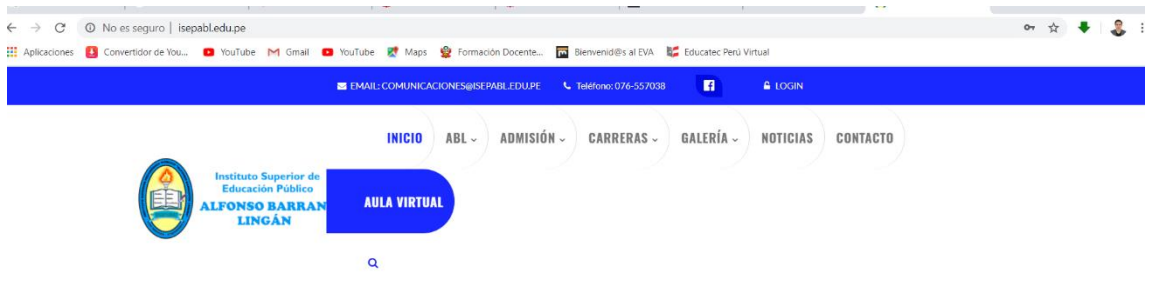 No es seguro | isepabl.edu.pe
Aplicaciones Convertidor de You... YouTube Gmail YouTube Maps Formación Docente... Bienvenid@s al EVA Educatec Perú Virtual
EMAIL: COMUNICACIONES@ISEPABL.EDU.PE Teléfono: 076-557038 LOGIN
INICIO ABL ADMISIÓN CARRERAS GALERÍA NOTICIAS CONTACTO
Instituto Superior de
Educación Público
ALFONSO BARRAN
LINGÁN
AULA VIRTUAL